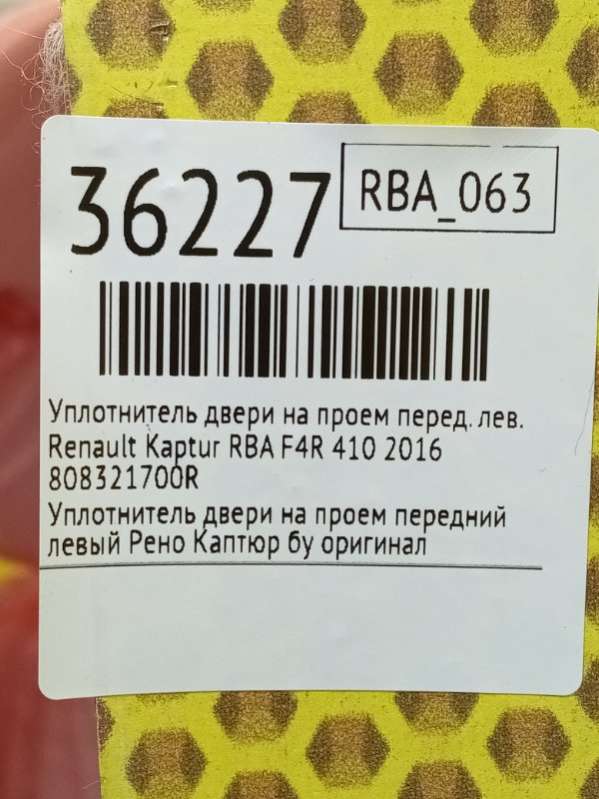 36227
RBA_063
Уплотнитель двери на проем перед. лев.
Renault Kaptur RBA F4R 410 2016
808321700R
Уплотнитель двери на проем передний
левый Рено Каптюр бу оригинал